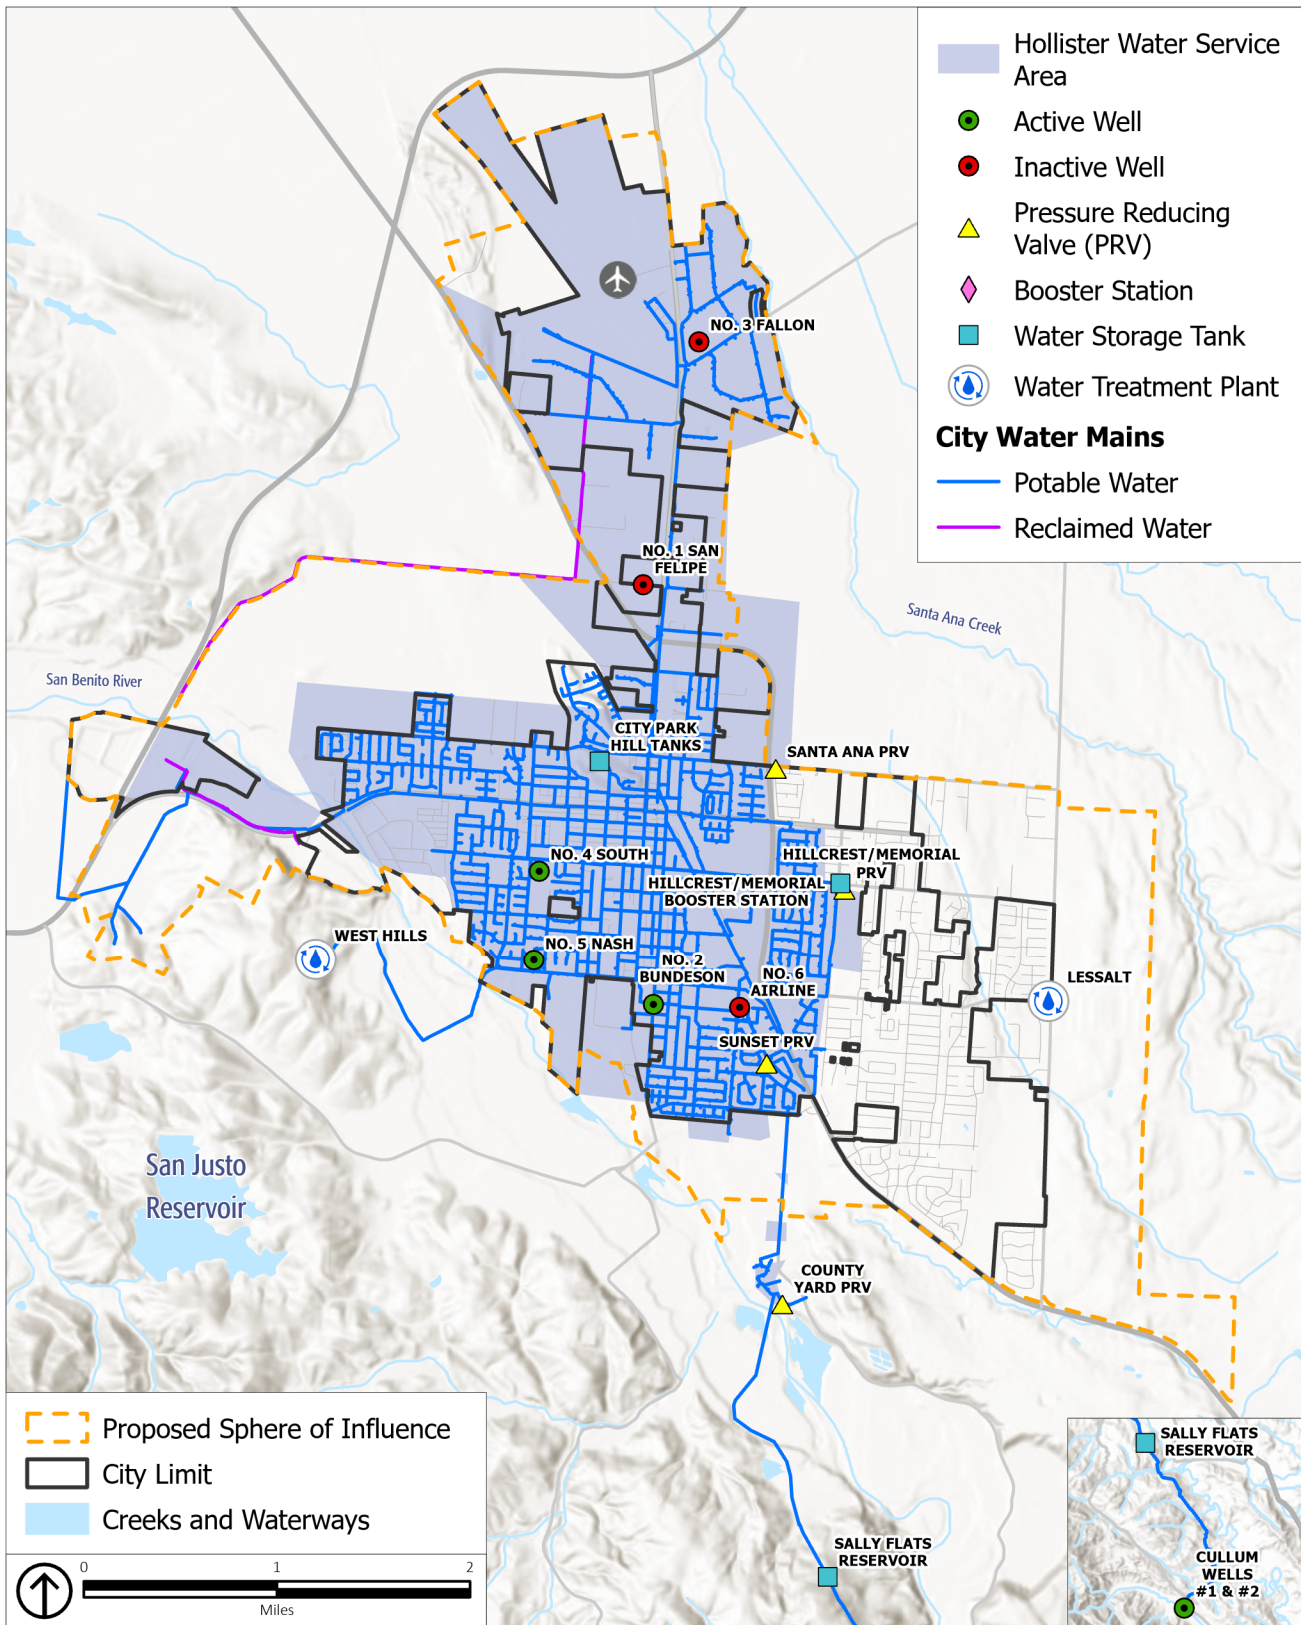 Hollister Water Service
Area
Active Well
Inactive Well
Pressure Reducing
Valve (PRV)
Booster Station
Water Storage Tank
Water Treatment Plant
City Water Mains
Potable Water
Reclaimed Water
NO. 3 FALLON
NO. 1 SAN
FELIPE
Santa Ana Creek
San Benito River
CITY PARK
HILL TANKS
SANTA ANA PRV
NO. 4 SOUTH
HILLCREST/MEMORIAL
PRV
HILLCREST/MEMORIAL
BOOSTER STATION
WEST HILLS
NO. 5 NASH
NO. 2
BUNDESON
NO. 6
AIRLINE
LESSALT
SUNSET PRV
San Justo
Reservoir
COUNTY
YARD PRV
SALLY FLATS
RESERVOIR
Proposed Sphere of Influence
City Limit
Creeks and Waterways
0 1 2
Miles
SALLY FLATS
RESERVOIR
CULLUM
WELLS
#1 & #2